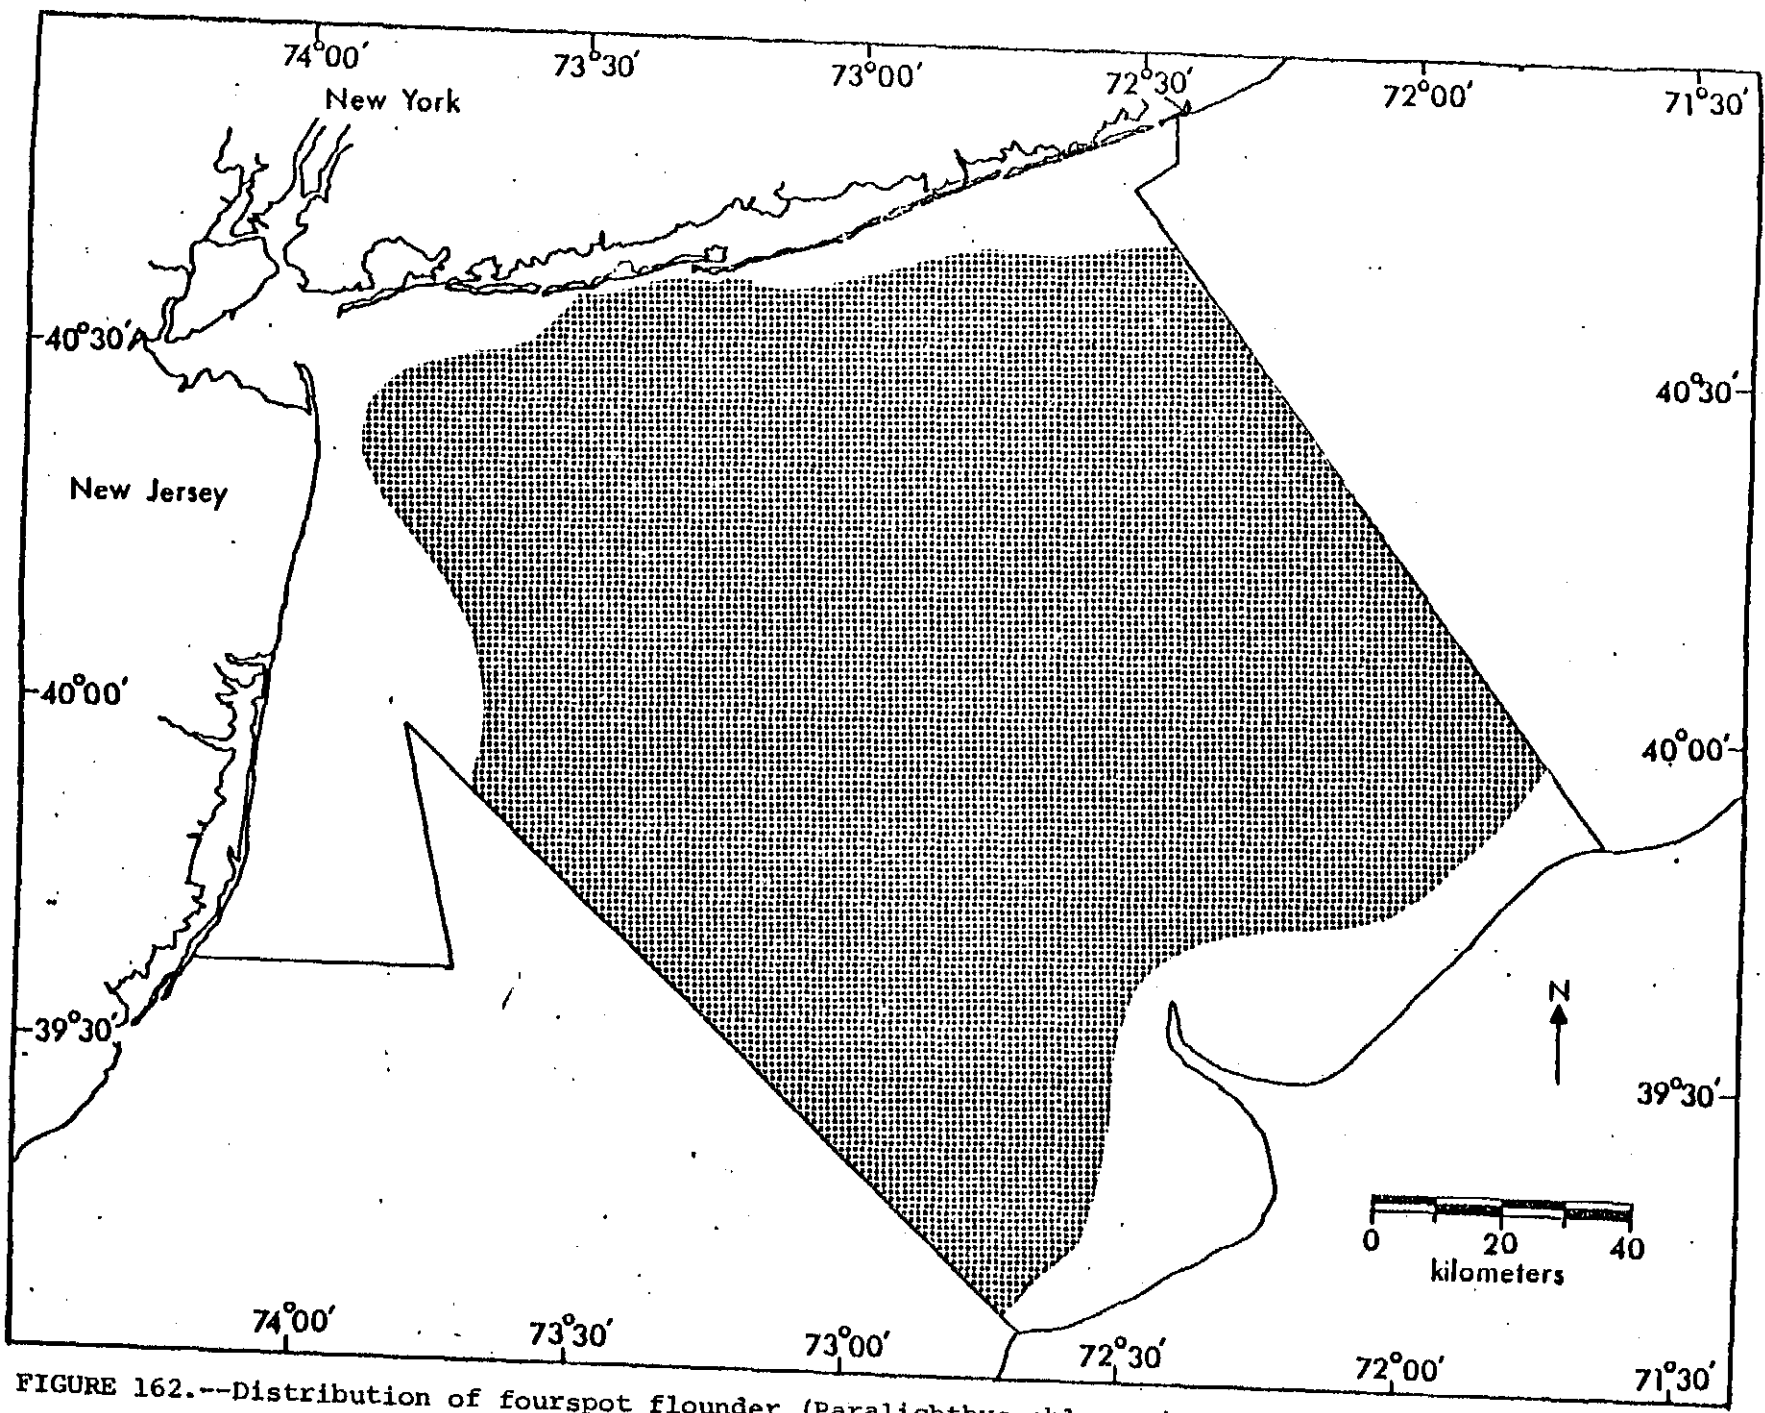 74°00′ 73°30′ 73°00′ 72°30′ 72°00′ 71°30′
New York
40°30′
40°30′
New Jersey
40°00′
40°00′
N
39°30′
39°30′
0 20 40
kilometers
74°00′ 73°30′ 73°00′ 72°30′ 72°00′ 71°30′
FIGURE 162.--Distribution of fourspot flounder